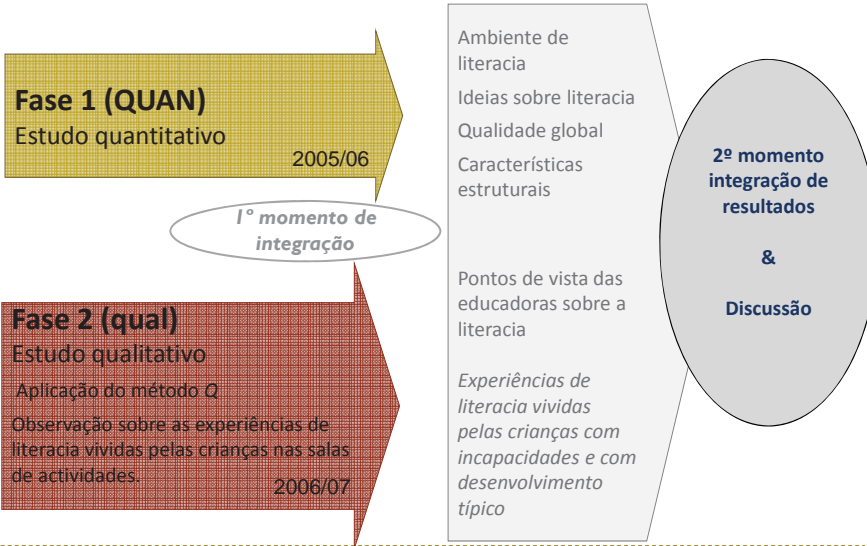 Fase 1 (QUAN)
Estudo quantitativo
2005/06
1º momento de
integração
Fase 2 (qual)
Estudo qualitativo
Aplicação do método Q
Observação sobre as experiências de
literacia vividas pelas crianças nas salas
de actividades.
2006/07
Ambiente de
literacia
Ideias sobre literacia
Qualidade global
Características
estruturais
Pontos de vista das
educadoras sobre a
literacia
Experiências de
literacia vividas
pelas crianças com
incapacidades e com
desenvolvimento
típico
2º momento
integração de
resultados
&
Discussão